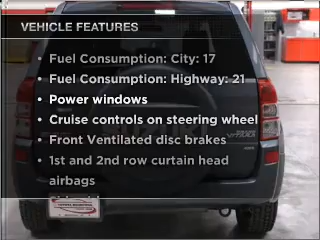 VEHICLE FEATURES
• Fuel Consumption: City: 17
• Fuel Consumption: Highway: 21
• Power windows
• Cruise controls on steering wheel
• Front Ventilated disc brakes
• 1st and 2nd row curtain head
airbags